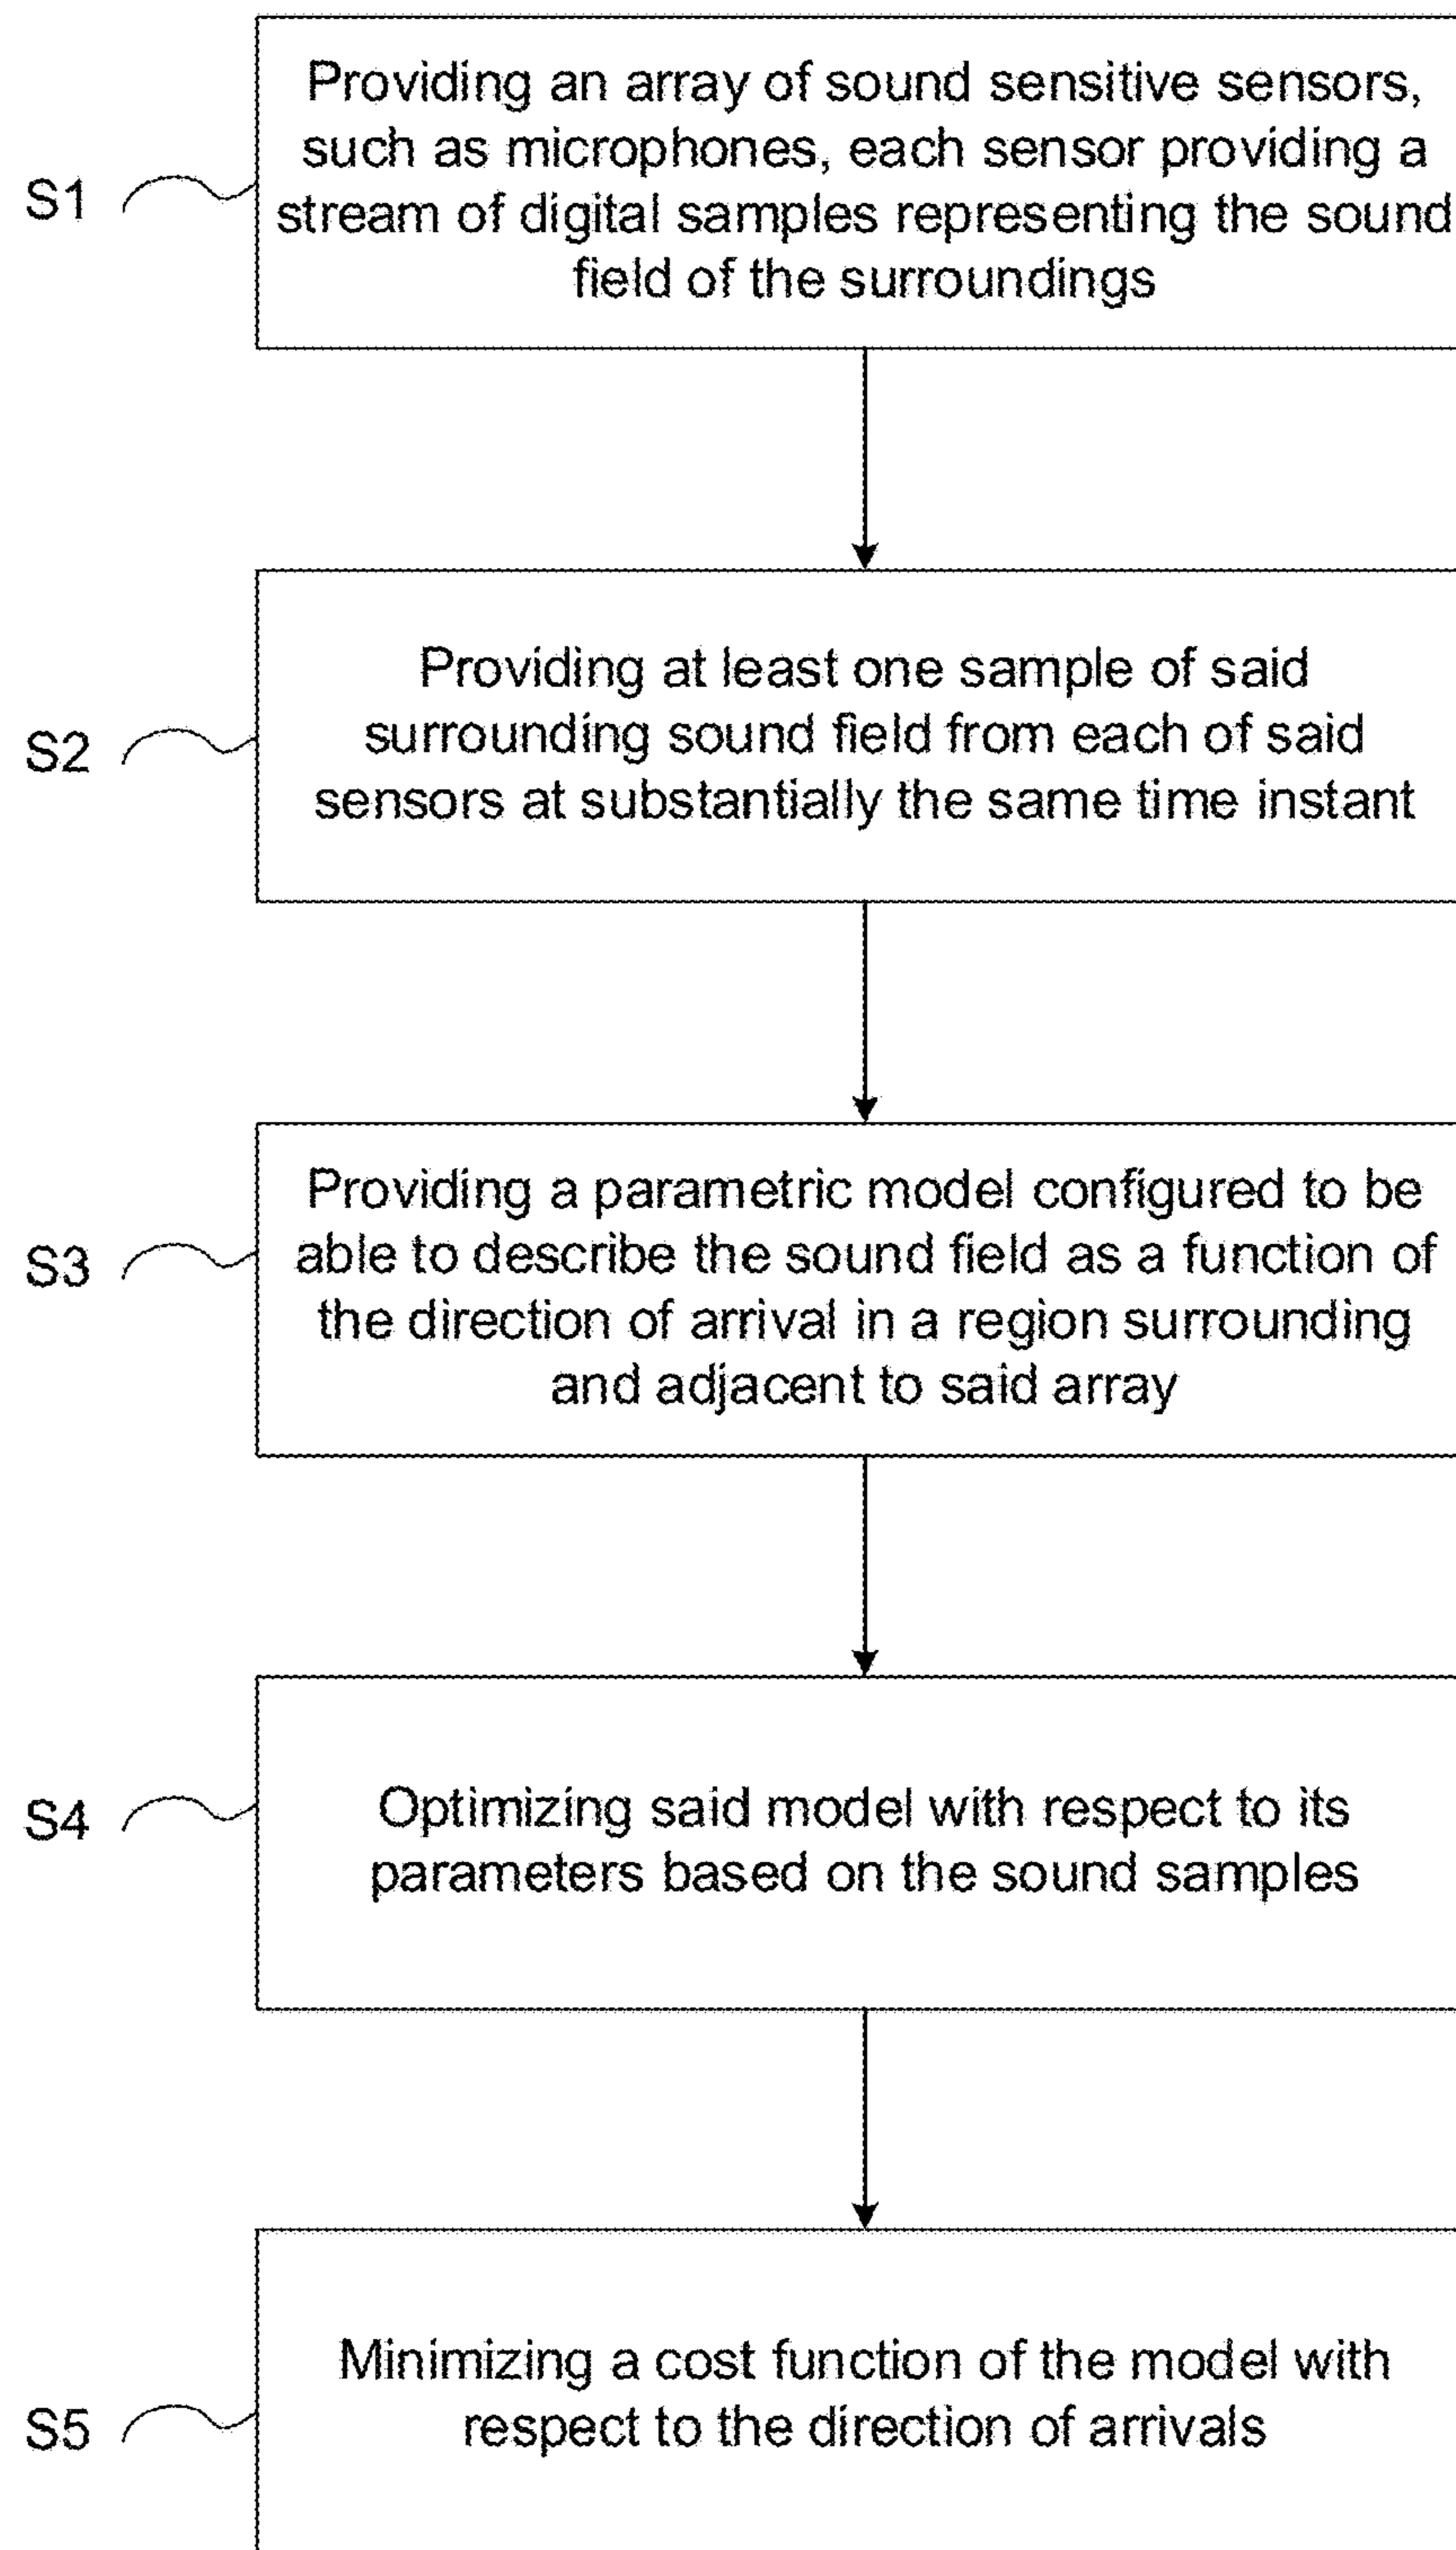 Providing an array of sound sensitive sensors,
such as microphones, each sensor providing a
S1
stream of digital samples representing the sound
field of the surroundings
Providing at least one sample of said
surrounding sound field from each of said
S2
sensors at substantially the same time instant
Providing a parametric model configured to be
able to describe the sound field as a function of
S3
the direction of arrival in a region surrounding
and adjacent to said array
Optimizing said model with respect to its
S4
parameters based on the sound samples
Minimizing a cost function of the model with
S5
respect to the direction of arrivals